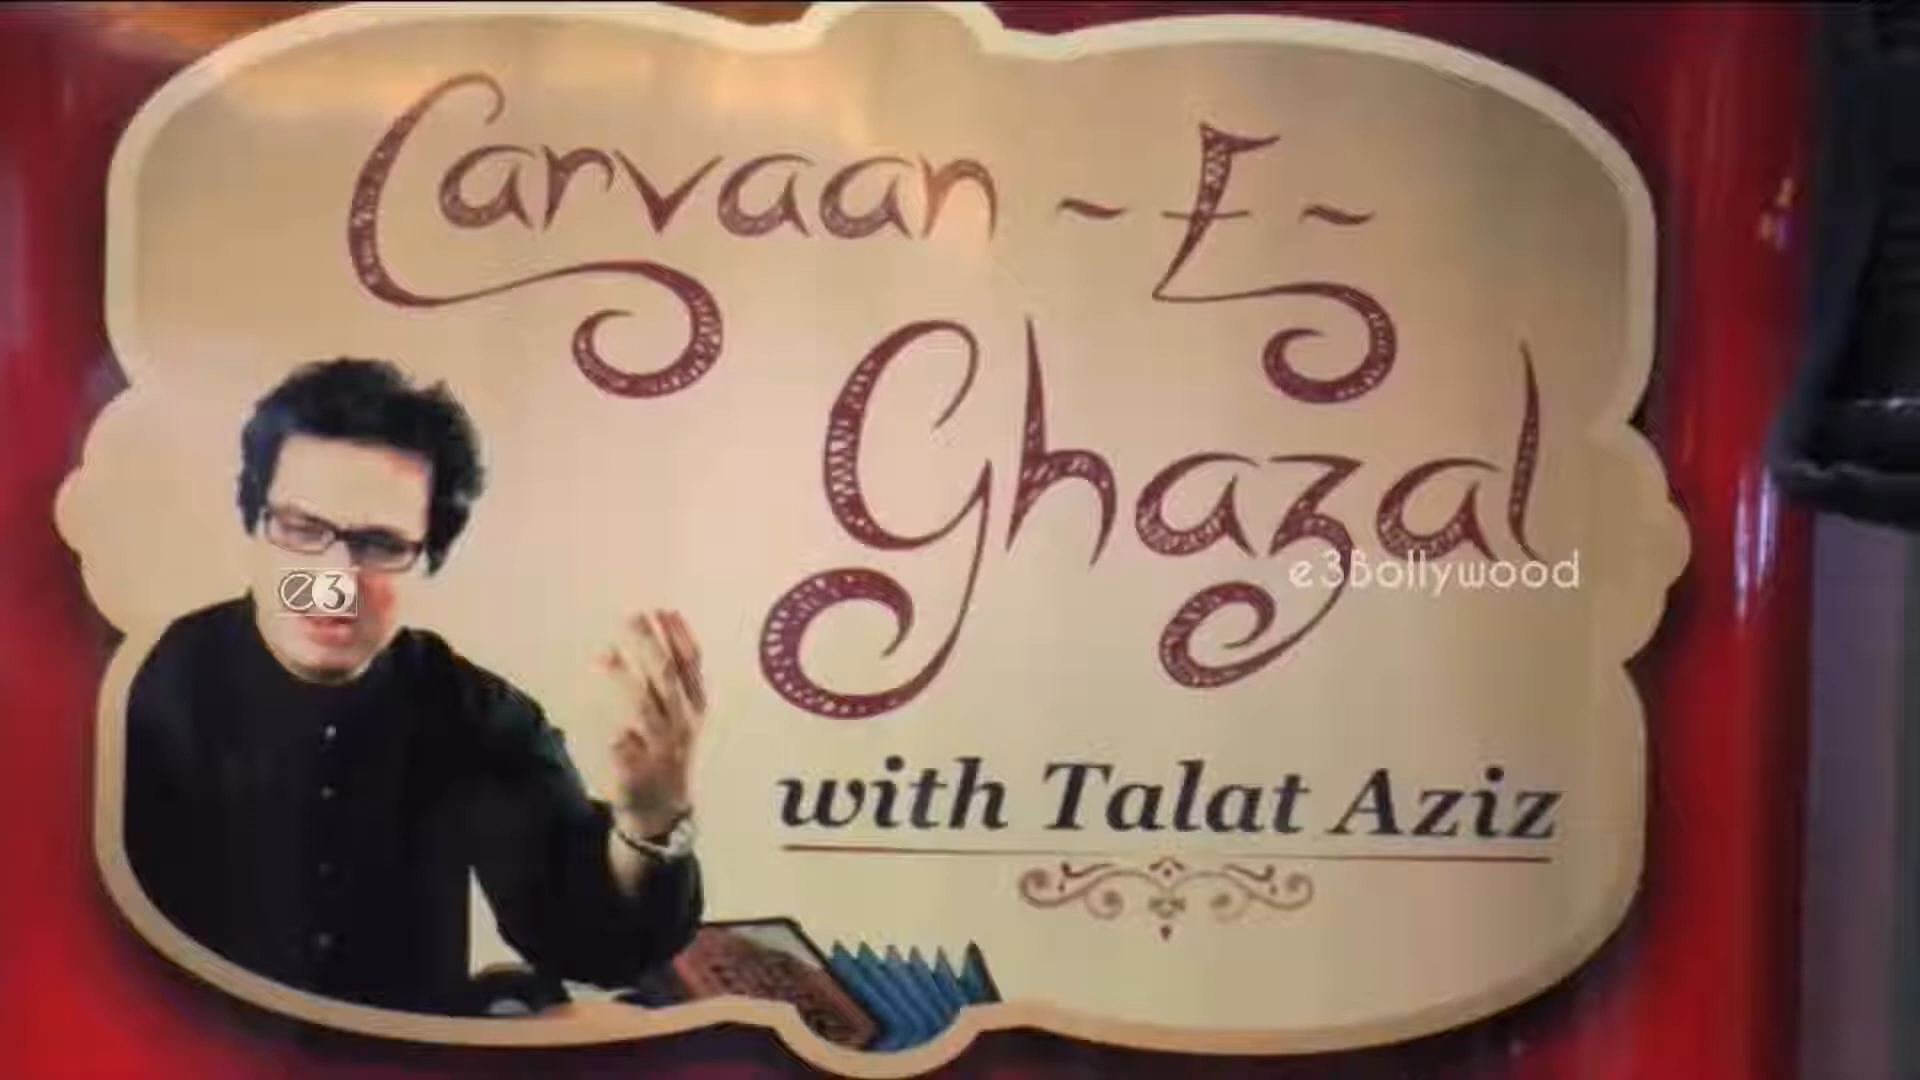 Carvaan -E-
Ghazal
e3Bollywood
e3
with Talat Aziz